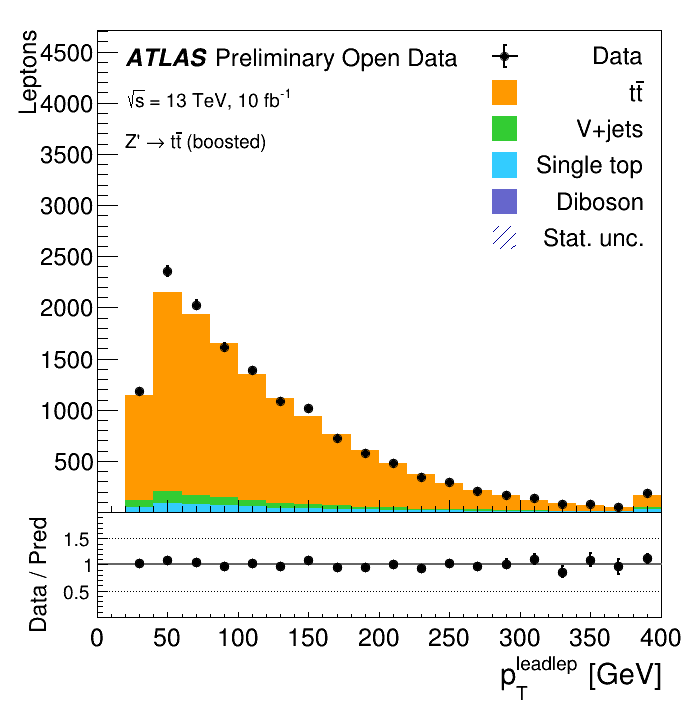 Leptons
4500
4000
3500
3000
2500
2000
1500
1000
500
ATLAS Preliminary Open Data
√s = 13 TeV, 10 fb⁻¹
Z' → tt̄ (boosted)
Data
tt̄
V+jets
Single top
Diboson
Stat. unc.
Data / Pred
1.5
1
0.5
0 50 100 150 200 250 300 350 400
p_T^leadlep [GeV]